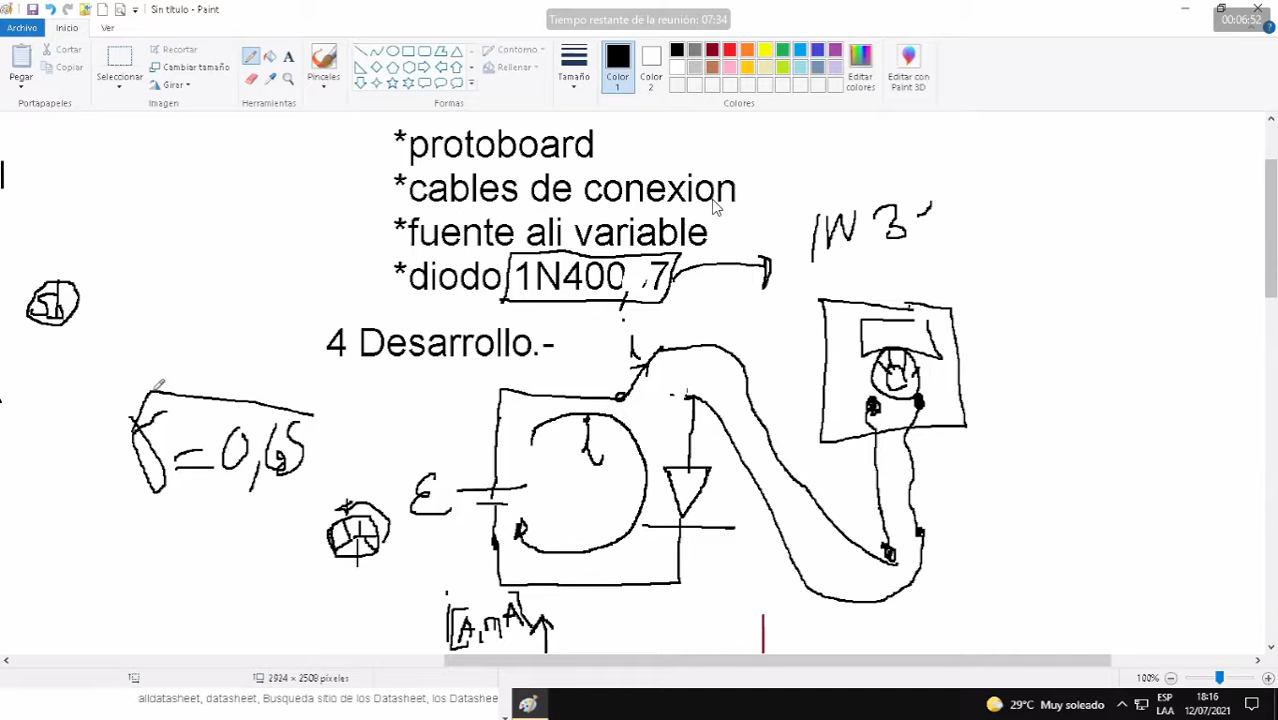 Sin título - Paint
Tiempo restante de la reunión: 07:34
00:06:52
Archivo
Inicio
Ver
Pegar
Cortar
Copiar
Portapapeles
Recortar
Cambiar tamaño
Girar
Imagen
A
Herramientas
Pinceles
Contorno
Rellenar
Formas
Tamaño
Color 1
Color 2
Colores
Editar colores
Editar con Paint 3D
*protoboard
*cables de conexion
*fuente ali variable
*diodo 1N400 7
1N 3
4 Desarrollo.-
i
= 0,65
i
ε
i[A, mA]
2924 × 2508 píxeles
100%
alldatasheet, datasheet, Busqueda sitio de los Datasheet, los Datashee
29°C Muy soleado
ESP
LAA
18:16
12/07/2021